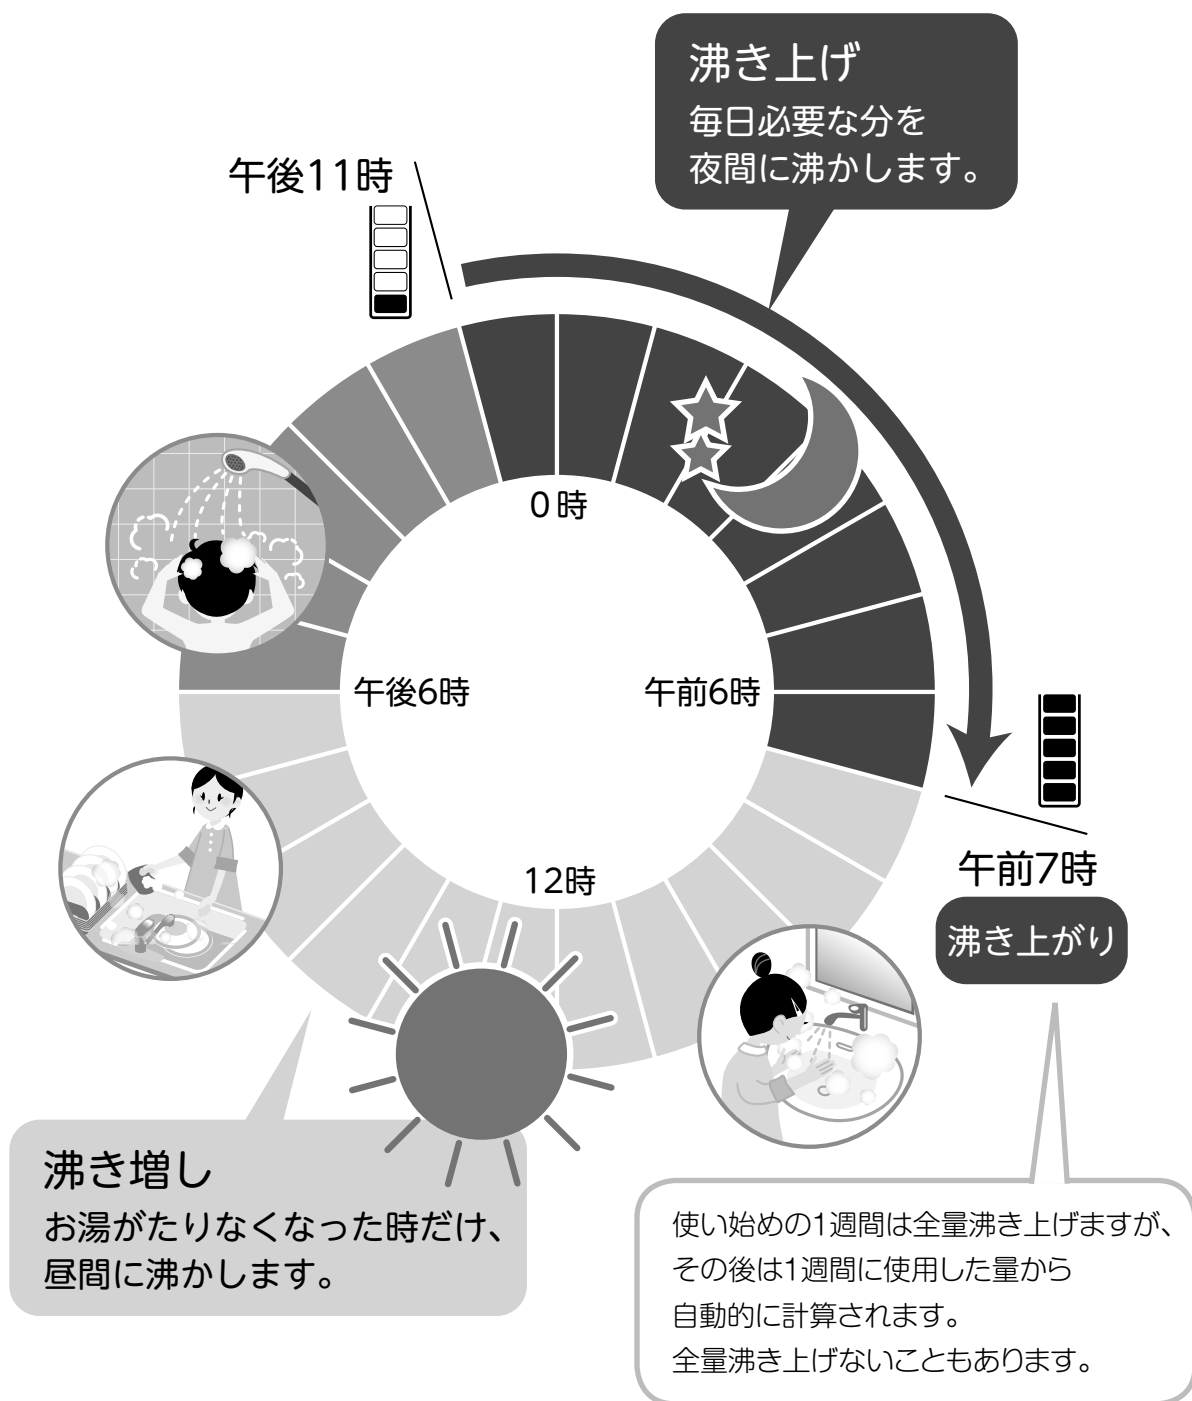 沸き上げ
毎日必要な分を
夜間に沸かします。
午後11時
0時
午後6時
午前6時
12時
午前7時
沸き上がり
沸き増し
お湯がたりなくなった時だけ、
昼間に沸かします。
使い始めの1週間は全量沸き上げますが、
その後は1週間に使用した量から
自動的に計算されます。
全量沸き上げないこともあります。